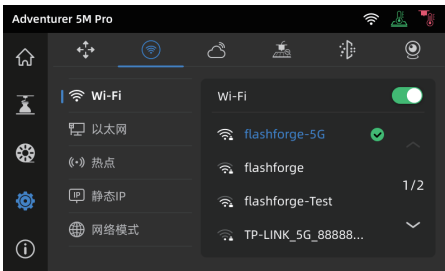 Adventurer 5M Pro
Wi-Fi
Wi-Fi
以太网
flashforge-5G
热点
flashforge
1/2
IP
静态IP
flashforge-Test
网络模式
TP-LINK_5G_88888...